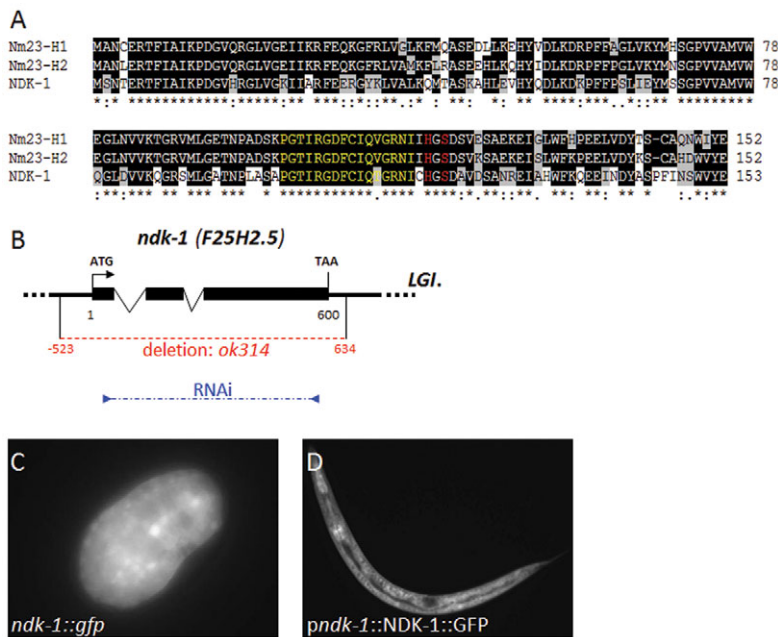 A
Nm23-H1 MANCERTFIAIKPDGVQRGLVGEIIKRFEQKGFRLVGLKFMQASEDLLKEHYVDLKDRPFFAGLVKYMHSGPVVAMVW 78
Nm23-H2 MANLERTFIAIKPDGVQRGLVGEIIKRFEQKGFRLVAMKFLRASEEHLKQHYIDLKDRPFFPGLVKYMNSGPVVAMVW 78
NDK-1 MSNTERTFIAIKPDGVHRGLVGKIIARFEERGYKLVALKQMTASKAHLEVHYQDLKDKPFFPSLIEYMSSGPVVAMVW 78
*:* ************:*****:** ***::*::**.:* : **: *: ** ****:***..*::** *********
Nm23-H1 EGLNVVKTGRVMLGETNPADSKPGTIRGDFCIQVGRNIIHGSDSVESAEKEIGLWFHPEELVDYTS-CAQNWIYE 152
Nm23-H2 EGLNVVKTGRVMLGETNPADSKPGTIRGDFCIQVGRNIIHGSDSVKSAEKEISLWFKPEELVDYKS-CAHDWVYE 152
NDK-1 QGLDVVKQGRSMLGATNPLASAPGTIRGDFCIQTGRNICHGSDAVDSANREIAHWFKQEEINDYASPFINSWVYE 153
:**:*** ** *** *** * ***********.**** ****:*.**::**. **: **: ** * .*:**
B
ndk-1 (F25H2.5)
ATG TAA LGI.
1 600
-523 deletion: ok314 634
RNAi
C
ndk-1::gfp
D
pndk-1::NDK-1::GFP